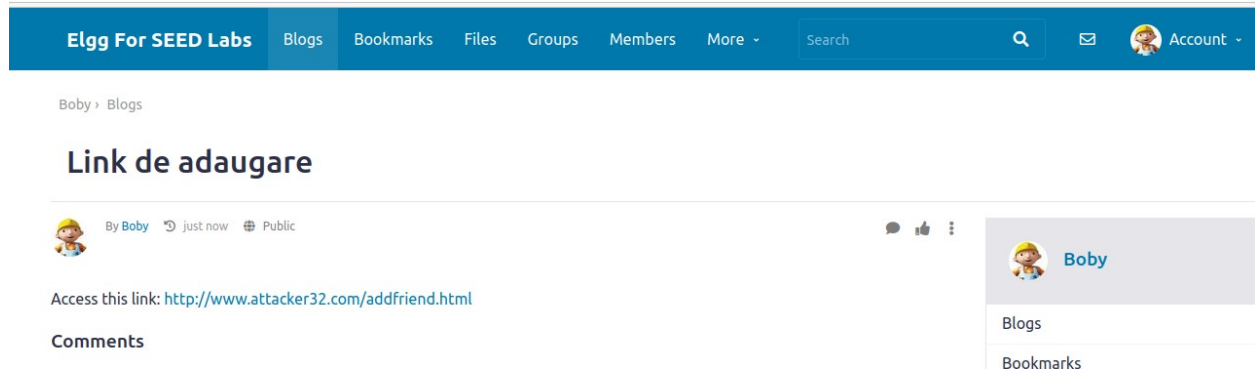 Elgg For SEED Labs Blogs Bookmarks Files Groups Members More Search Account
Boby › Blogs
Link de adaugare
By Boby just now Public
Boby
Access this link: http://www.attacker32.com/addfriend.html
Comments
Blogs
Bookmarks